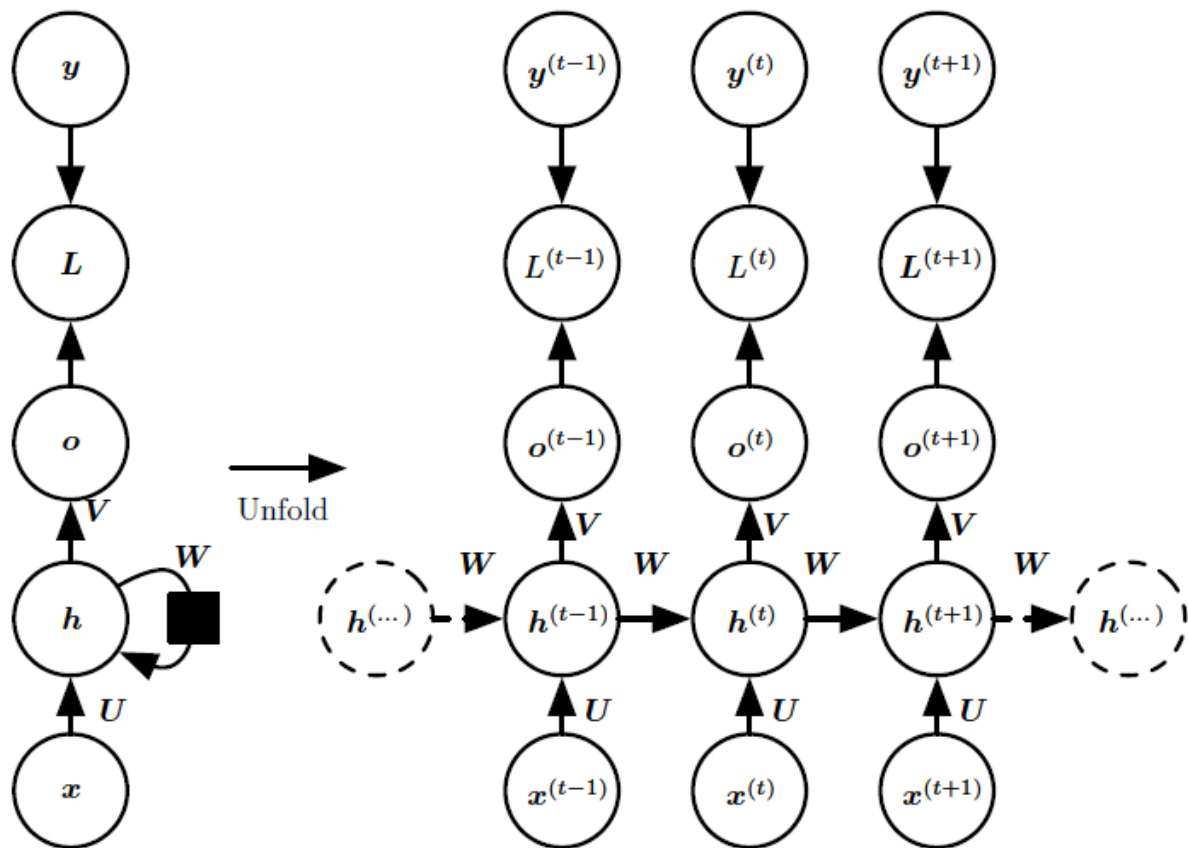 y y^(t−1) y^(t) y^(t+1)
L L^(t−1) L^(t) L^(t+1)
o o^(t−1) o^(t) o^(t+1)
Unfold
V V V V
W W W W W
h h^(...) h^(t−1) h^(t) h^(t+1) h^(...)
U U U U
x x^(t−1) x^(t) x^(t+1)